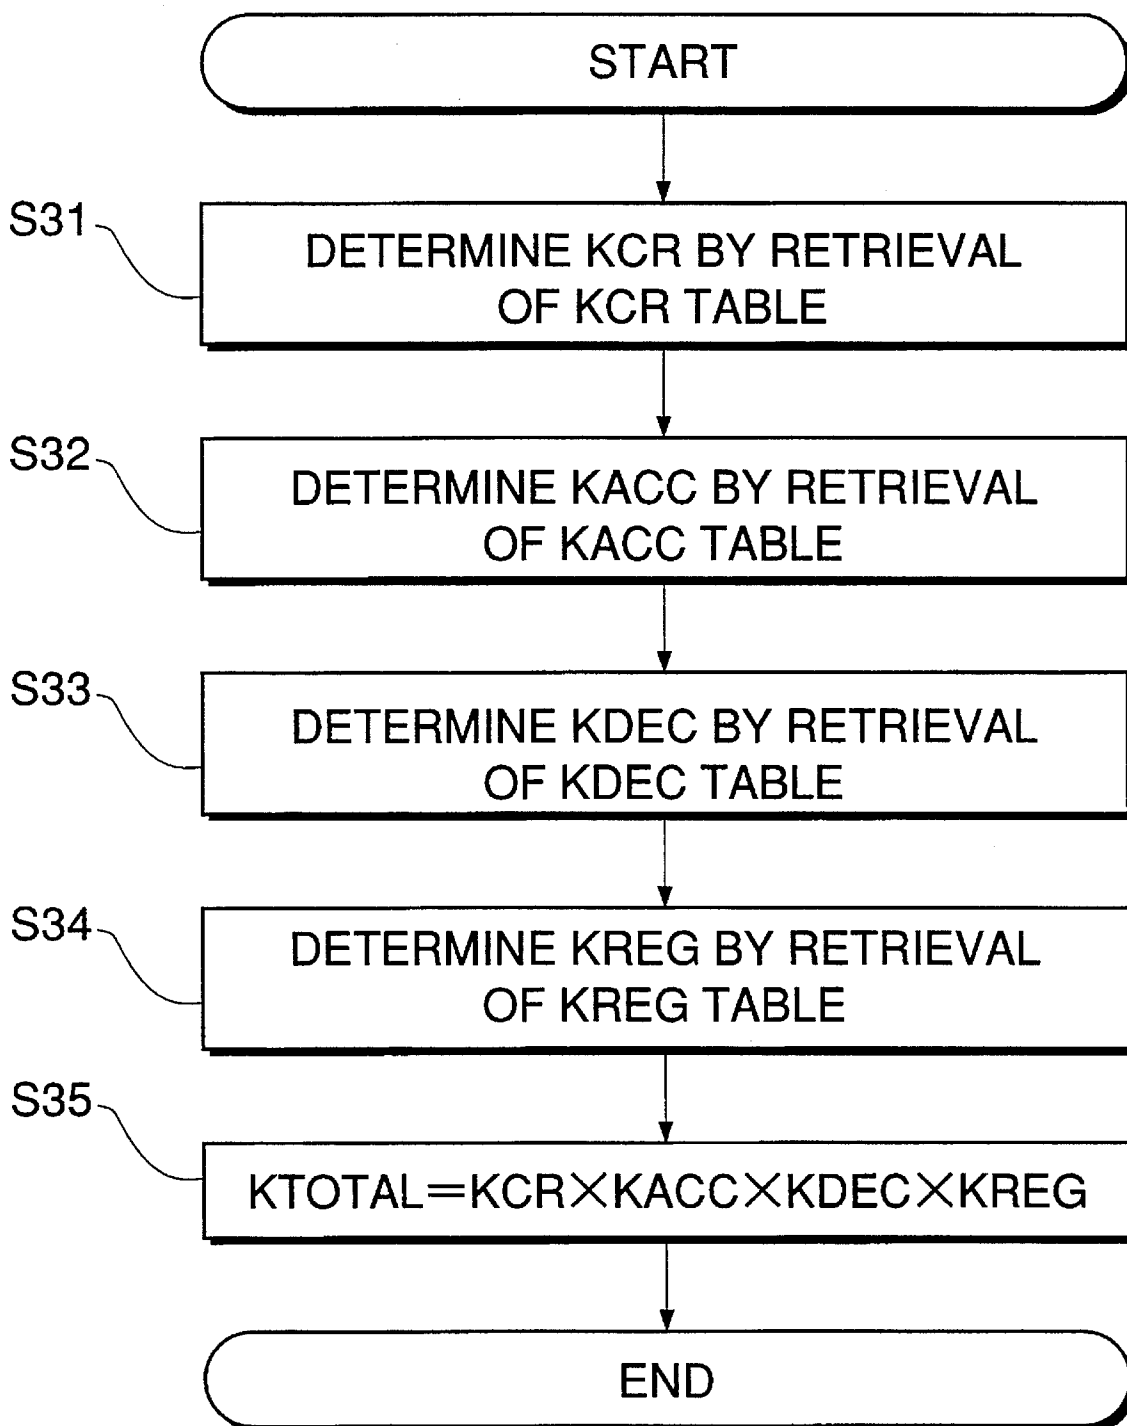 START
S31
DETERMINE KCR BY RETRIEVAL
OF KCR TABLE
S32
DETERMINE KACC BY RETRIEVAL
OF KACC TABLE
S33
DETERMINE KDEC BY RETRIEVAL
OF KDEC TABLE
S34
DETERMINE KREG BY RETRIEVAL
OF KREG TABLE
S35
KTOTAL=KCR×KACC×KDEC×KREG
END